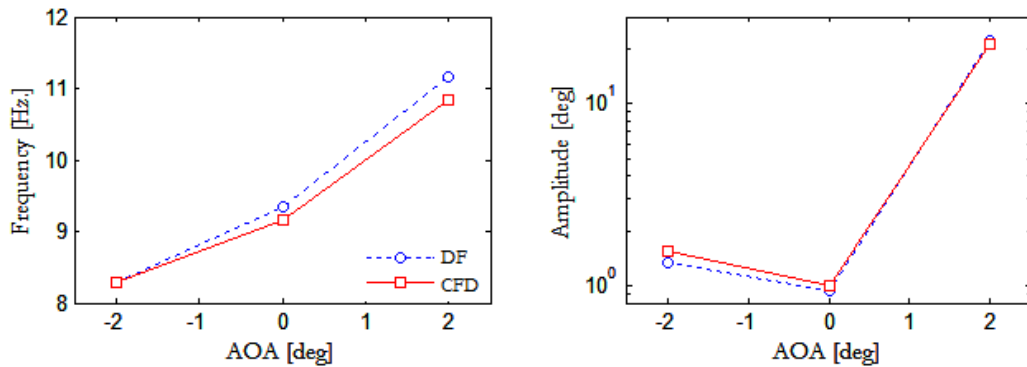 12
11
10
9
8
Frequency [Hz.]
-2 -1 0 1 2
AOA [deg]
DF
CFD
10^1
10^0
Amplitude [deg]
-2 -1 0 1 2
AOA [deg]